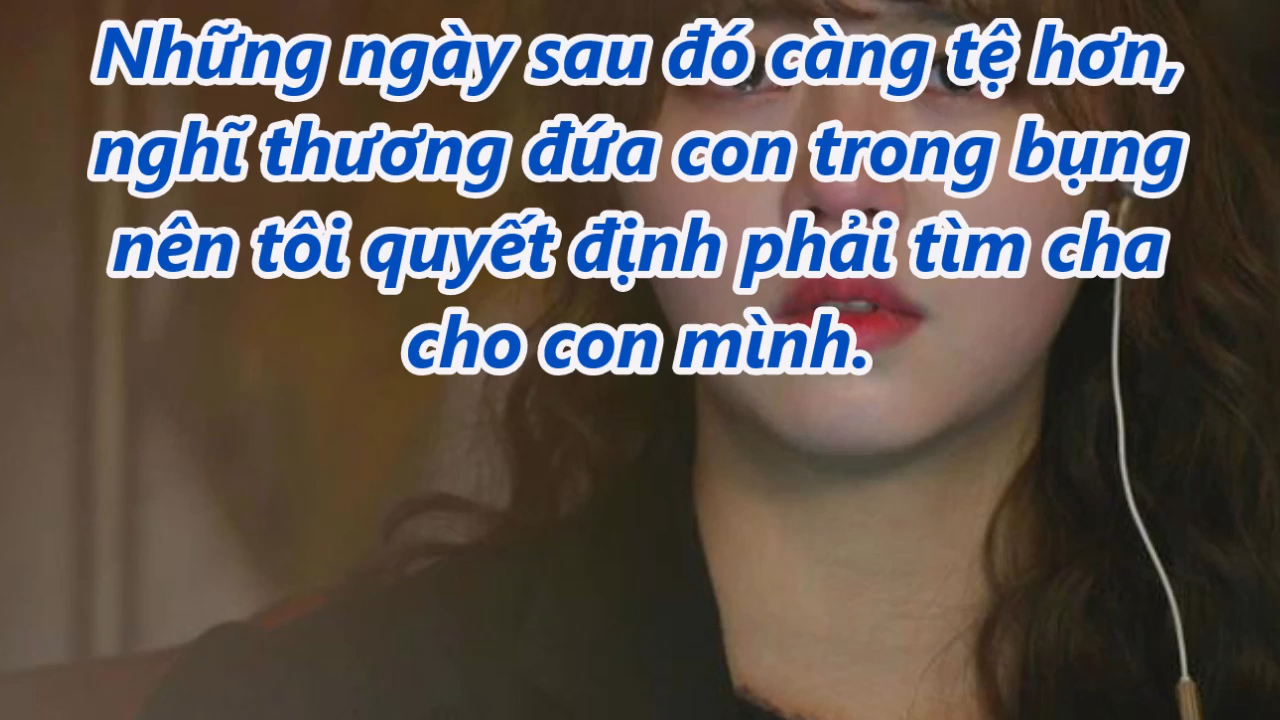 Những ngày sau đó càng tệ hơn,
nghĩ thương đứa con trong bụng
nên tôi quyết định phải tìm cha
cho con mình.